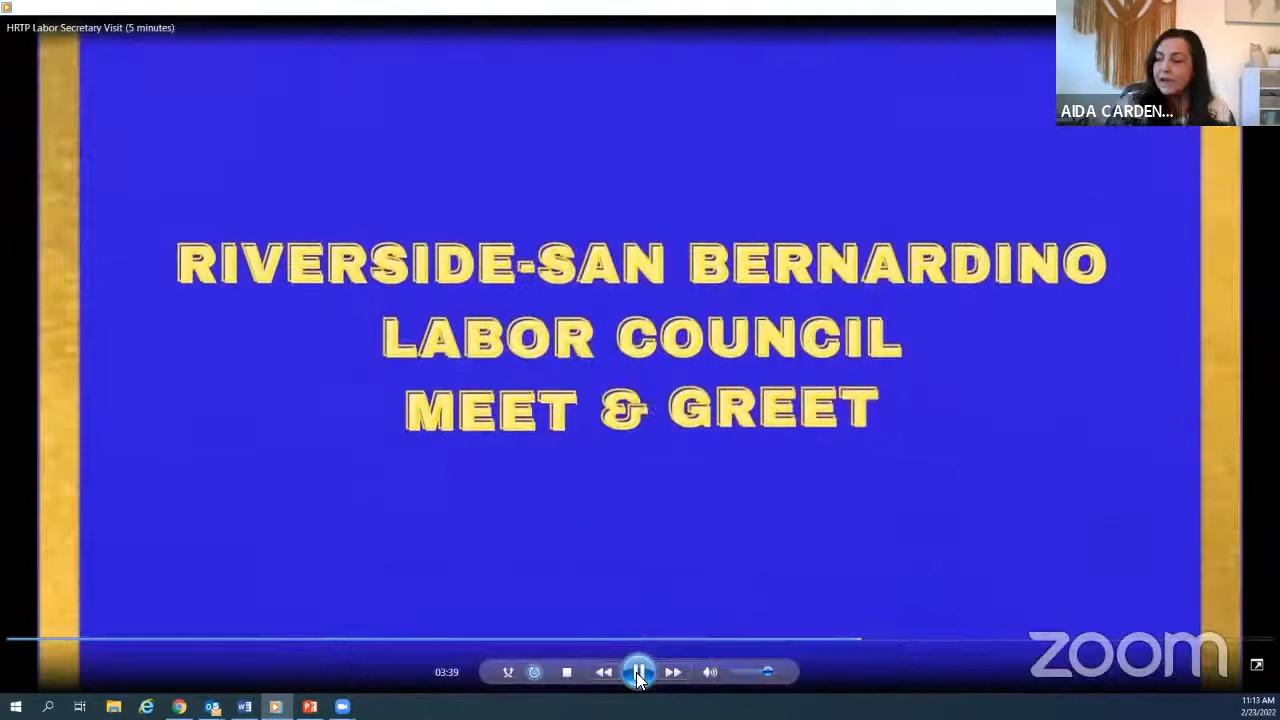 HRTP Labor Secretary Visit (5 minutes)
AIDA CARDEN...
RIVERSIDE-SAN BERNARDINO
LABOR COUNCIL
MEET & GREET
zoom
03:39
11:13 AM
2/23/2022